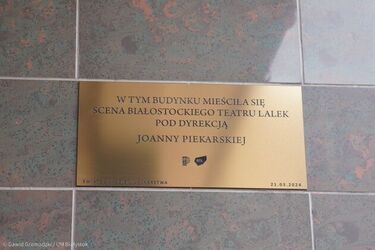 W TYM BUDYNKU MIEŚCIŁA SIĘ
SCENA BIAŁOSTOCKIEGO TEATRU LALEK
POD DYREKCJĄ
JOANNY PIEKARSKIEJ
21.03.2024
© Dawid Gromadzki / UM Białystok